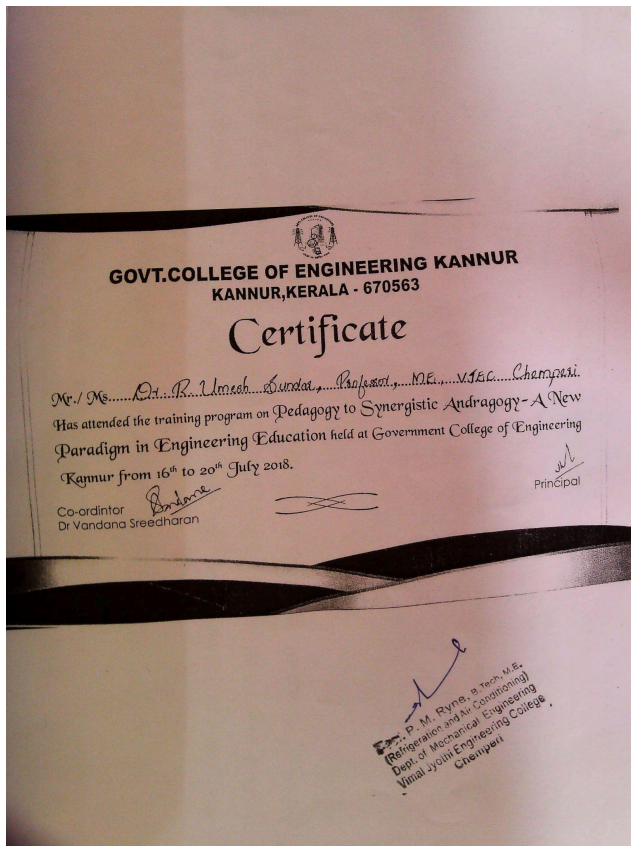 GOVT.COLLEGE OF ENGINEERING KANNUR
KANNUR,KERALA - 670563
Certificate
Mr./ Ms......Dr. R. Umesh Sundar, Professor, ME, VJEC Chemperi
Has attended the training program on Pedagogy to Synergistic Andragogy-A New
Paradigm in Engineering Education held at Government College of Engineering
Kannur from 16th to 20th July 2018.
Principal
Co-ordintor
Dr Vandana Sreedharan
P. M. Ryne, B.Tech, M.E.
(Refrigeration and Air Conditioning)
Dept. of Mechanical Engineering
Vimal Jyothi Engineering College
Chemperi